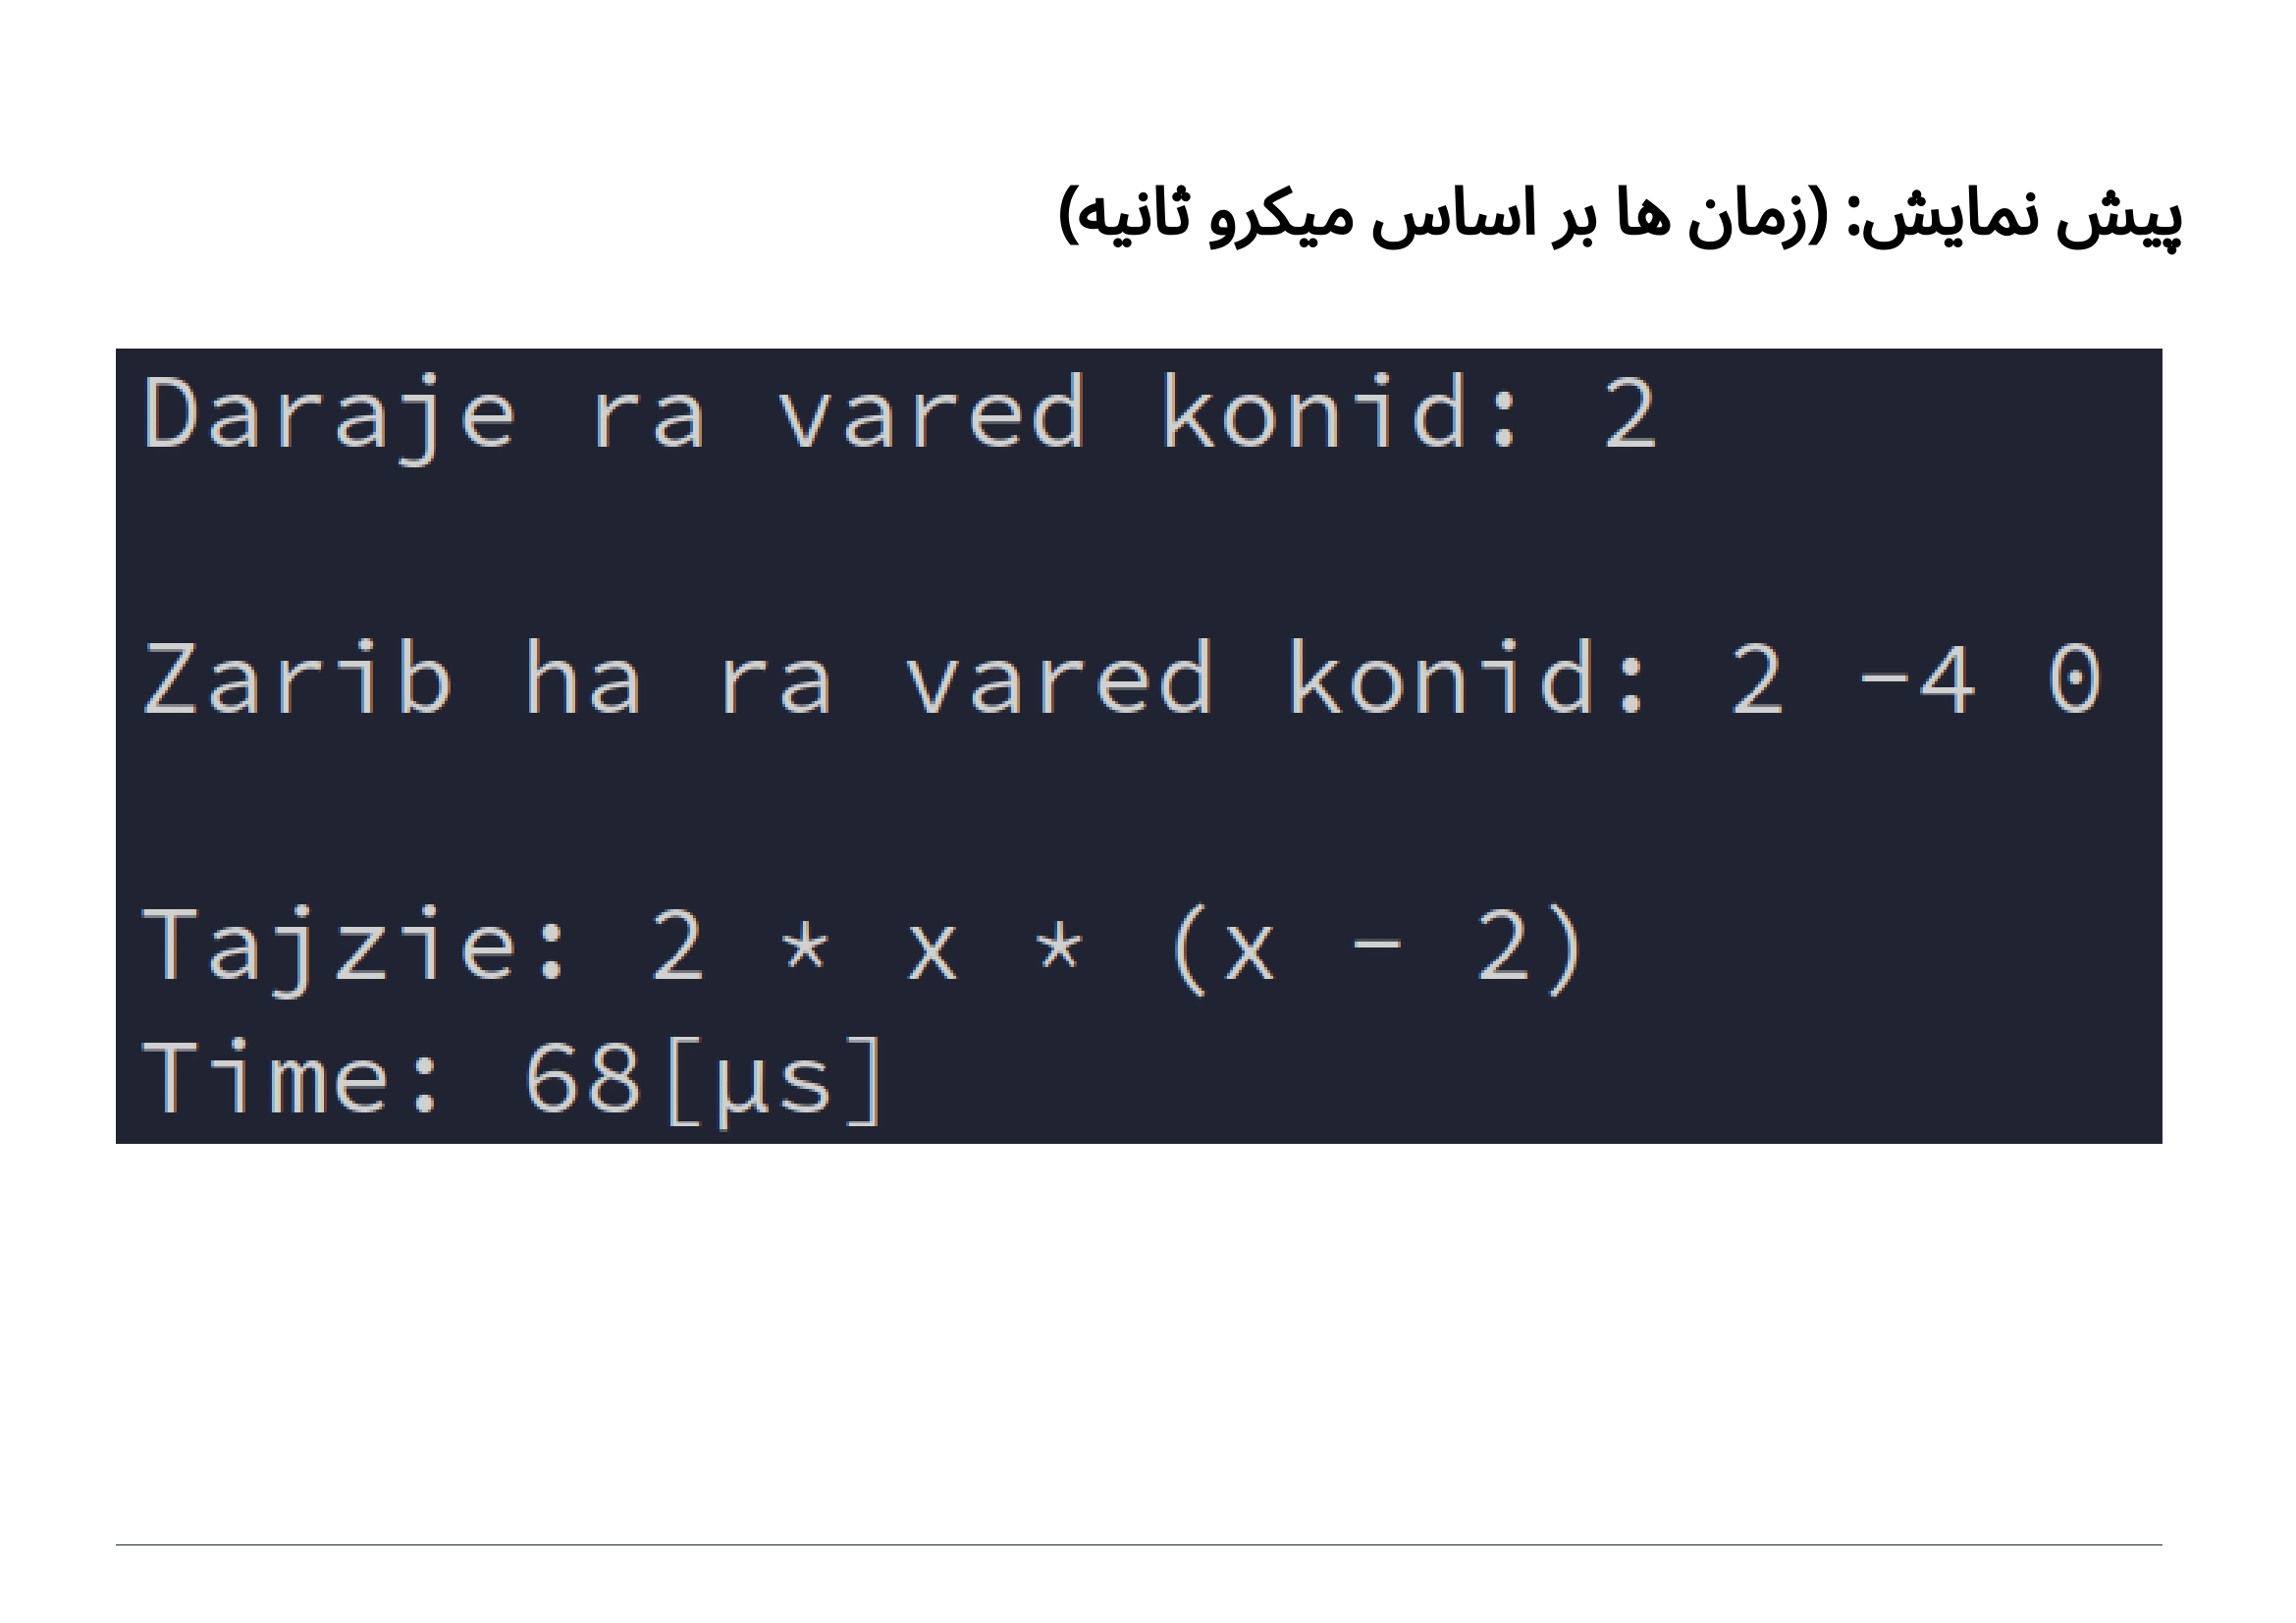 پیش نمایش: (زمان ها بر اساس میکرو ثانیه)
Daraje ra vared konid: 2
Zarib ha ra vared konid: 2 -4 0
Tajzie: 2 * x * (x - 2)
Time: 68[µs]